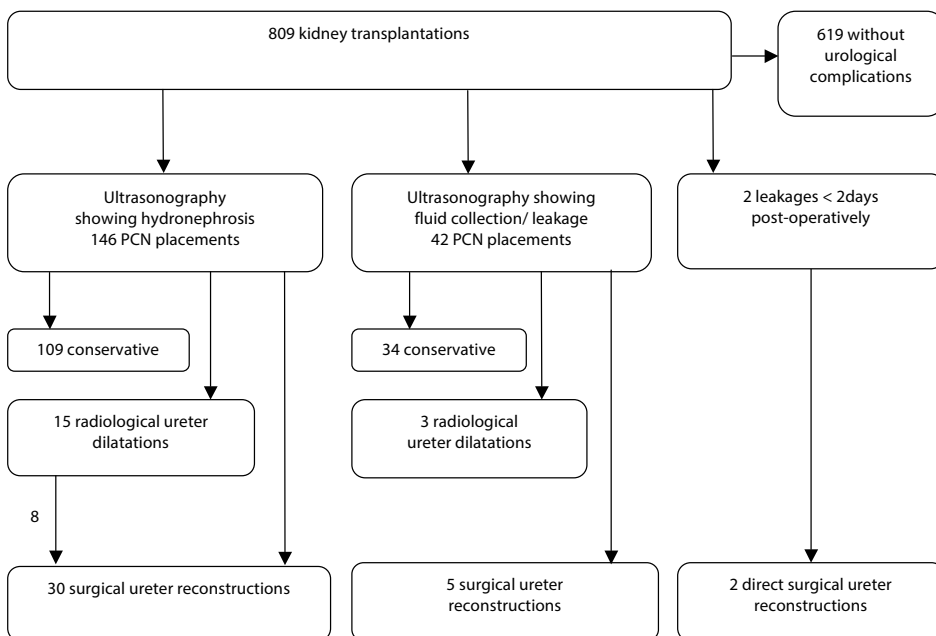 809 kidney transplantations
619 without
urological
complications
Ultrasonography
showing hydronephrosis
146 PCN placements
Ultrasonography showing
fluid collection/ leakage
42 PCN placements
2 leakages < 2days
post-operatively
109 conservative
34 conservative
15 radiological ureter
dilatations
3 radiological
ureter dilatations
8
30 surgical ureter reconstructions
5 surgical ureter
reconstructions
2 direct surgical ureter
reconstructions